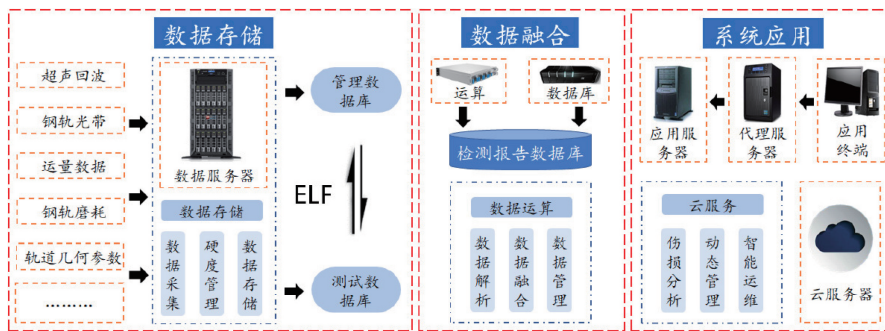 数据存储
超声回波
钢轨光带
运量数据
钢轨磨耗
轨道几何参数
………
数据服务器
数据存储
数据采集
硬度管理
数据存储
管理数
据库
ELF
测试数
据库
数据融合
运算
数据库
检测报告数据库
数据运算
数据解析
数据融合
数据管理
系统应用
应用服
务器
代理服
务器
应用
终端
云服务
伤损分析
动态管理
智能运维
云服务器